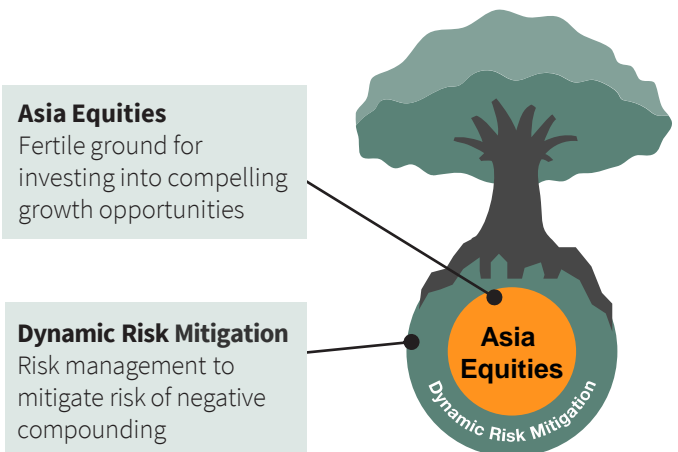 Asia Equities
Fertile ground for
investing into compelling
growth opportunities
Dynamic Risk Mitigation
Risk management to
mitigate risk of negative
compounding
Asia
Equities
Dynamic Risk Mitigation